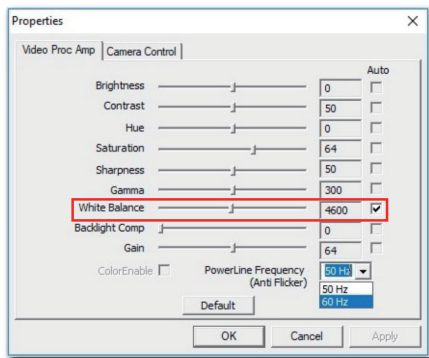 Properties
Video Proc Amp Camera Control
Auto
Brightness 0
Contrast 50
Hue 0
Saturation 64
Sharpness 50
Gamma 300
White Balance 4600
Backlight Comp 0
Gain 64
ColorEnable PowerLine Frequency (Anti Flicker) 50 Hz
50 Hz
60 Hz
Default
OK Cancel Apply